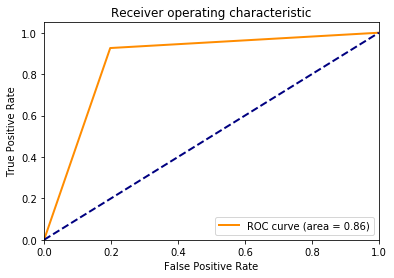 Receiver operating characteristic
True Positive Rate
1.0
0.8
0.6
0.4
0.2
0.0
ROC curve (area = 0.86)
0.0 0.2 0.4 0.6 0.8 1.0
False Positive Rate